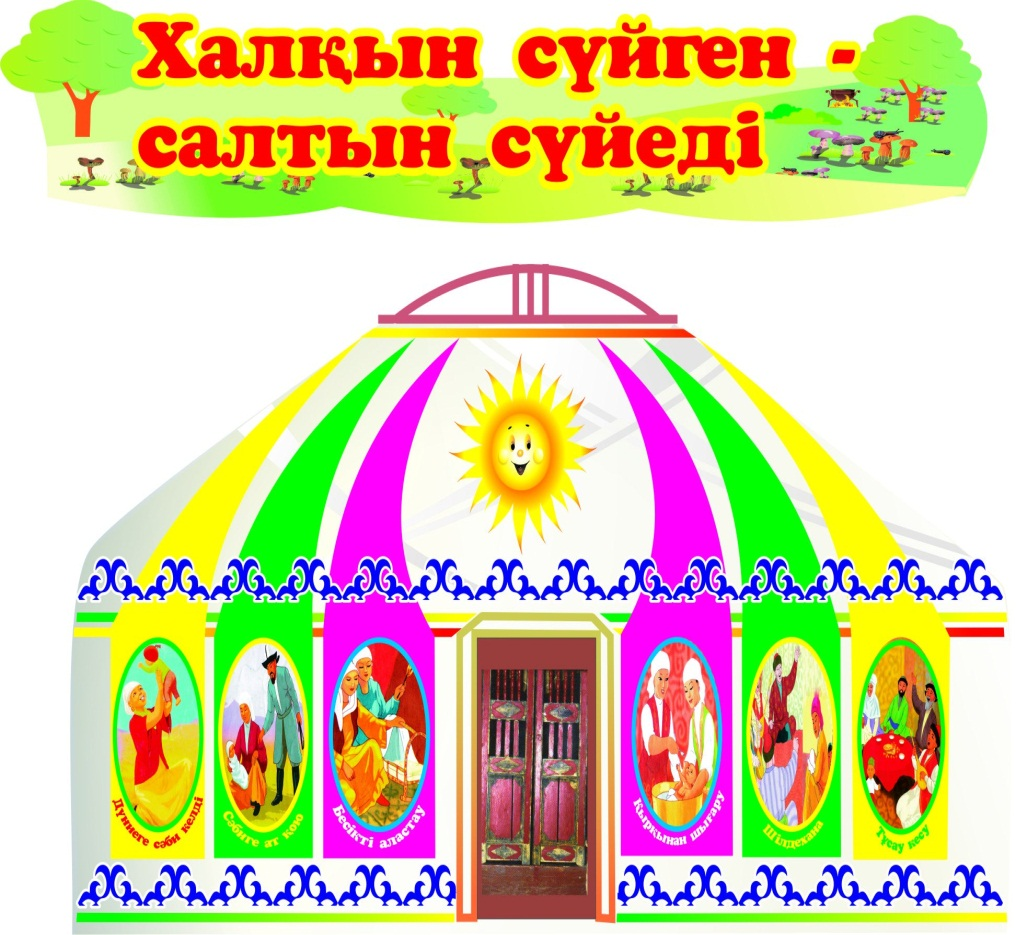 Халқын сүйген -
салтын сүйеді
Дүниеге сәби келді
Сәбиге ат қою
Бесікті аластау
Қырқынан шығару
Шілдехана
Тұсау кесу